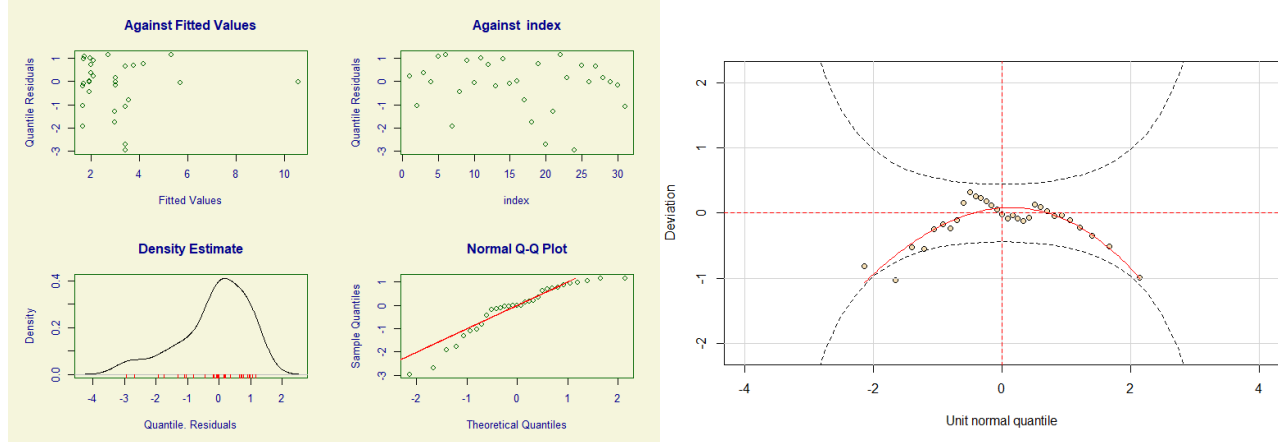 Against Fitted Values
Quantile Residuals
1
0
-1
-2
-3
2 4 6 8 10
Fitted Values
Against index
Quantile Residuals
1
0
-1
-2
-3
0 5 10 15 20 25 30
index
Density Estimate
Density
0.4
0.2
0.0
-4 -3 -2 -1 0 1 2
Quantile. Residuals
Normal Q-Q Plot
Sample Quantiles
1
0
-1
-2
-3
-2 -1 0 1 2
Theoretical Quantiles
Deviation
2
1
0
-1
-2
-4 -2 0 2 4
Unit normal quantile